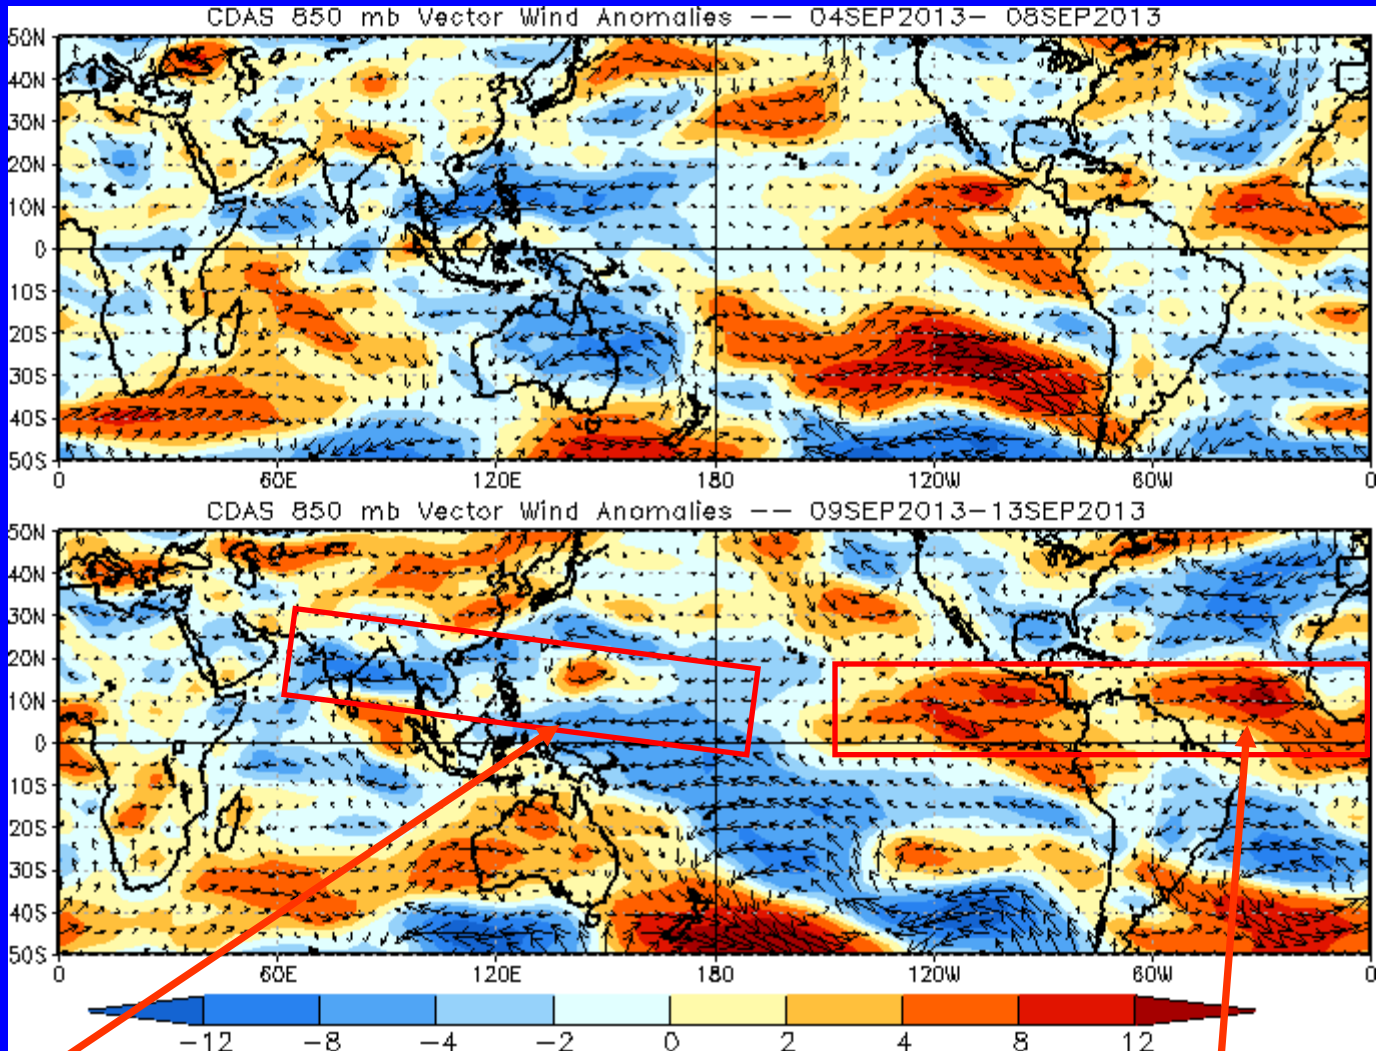 CDAS 850 mb Vector Wind Anomalies -- 04SEP2013- 08SEP2013
50N
40N
30N
20N
10N
0
10S
20S
30S
40S
50S
0 60E 120E 180 120W 60W 0
CDAS 850 mb Vector Wind Anomalies -- 09SEP2013-13SEP2013
50N
40N
30N
20N
10N
0
10S
20S
30S
40S
50S
0 60E 120E 180 120W 60W 0
-12 -8 -4 -2 0 2 4 8 12